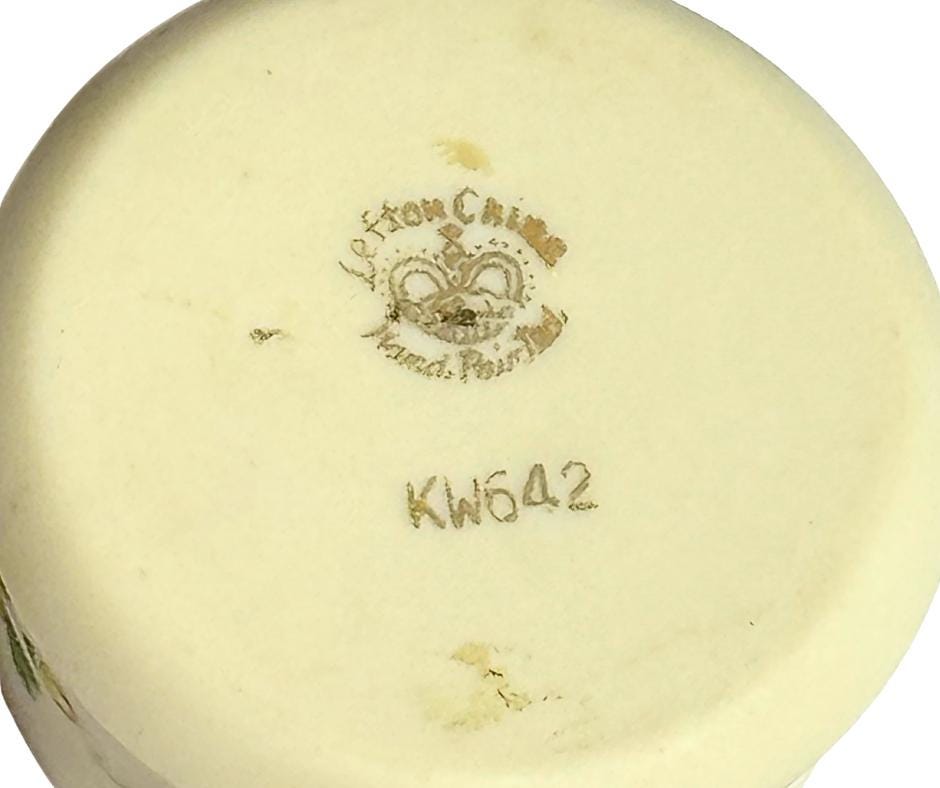 Lefton China
Hand Painted
KW642